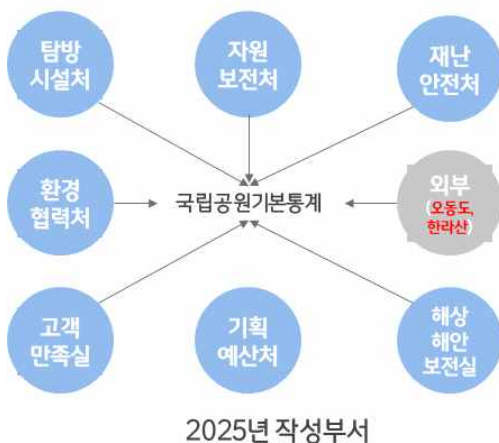 탐방
시설처
자원
보전처
재난
안전처
환경
협력처
국립공원기본통계
외부
(오동도,
한라산)
고객
만족실
기획
예산처
해상
해안
보전실
2025년 작성부서